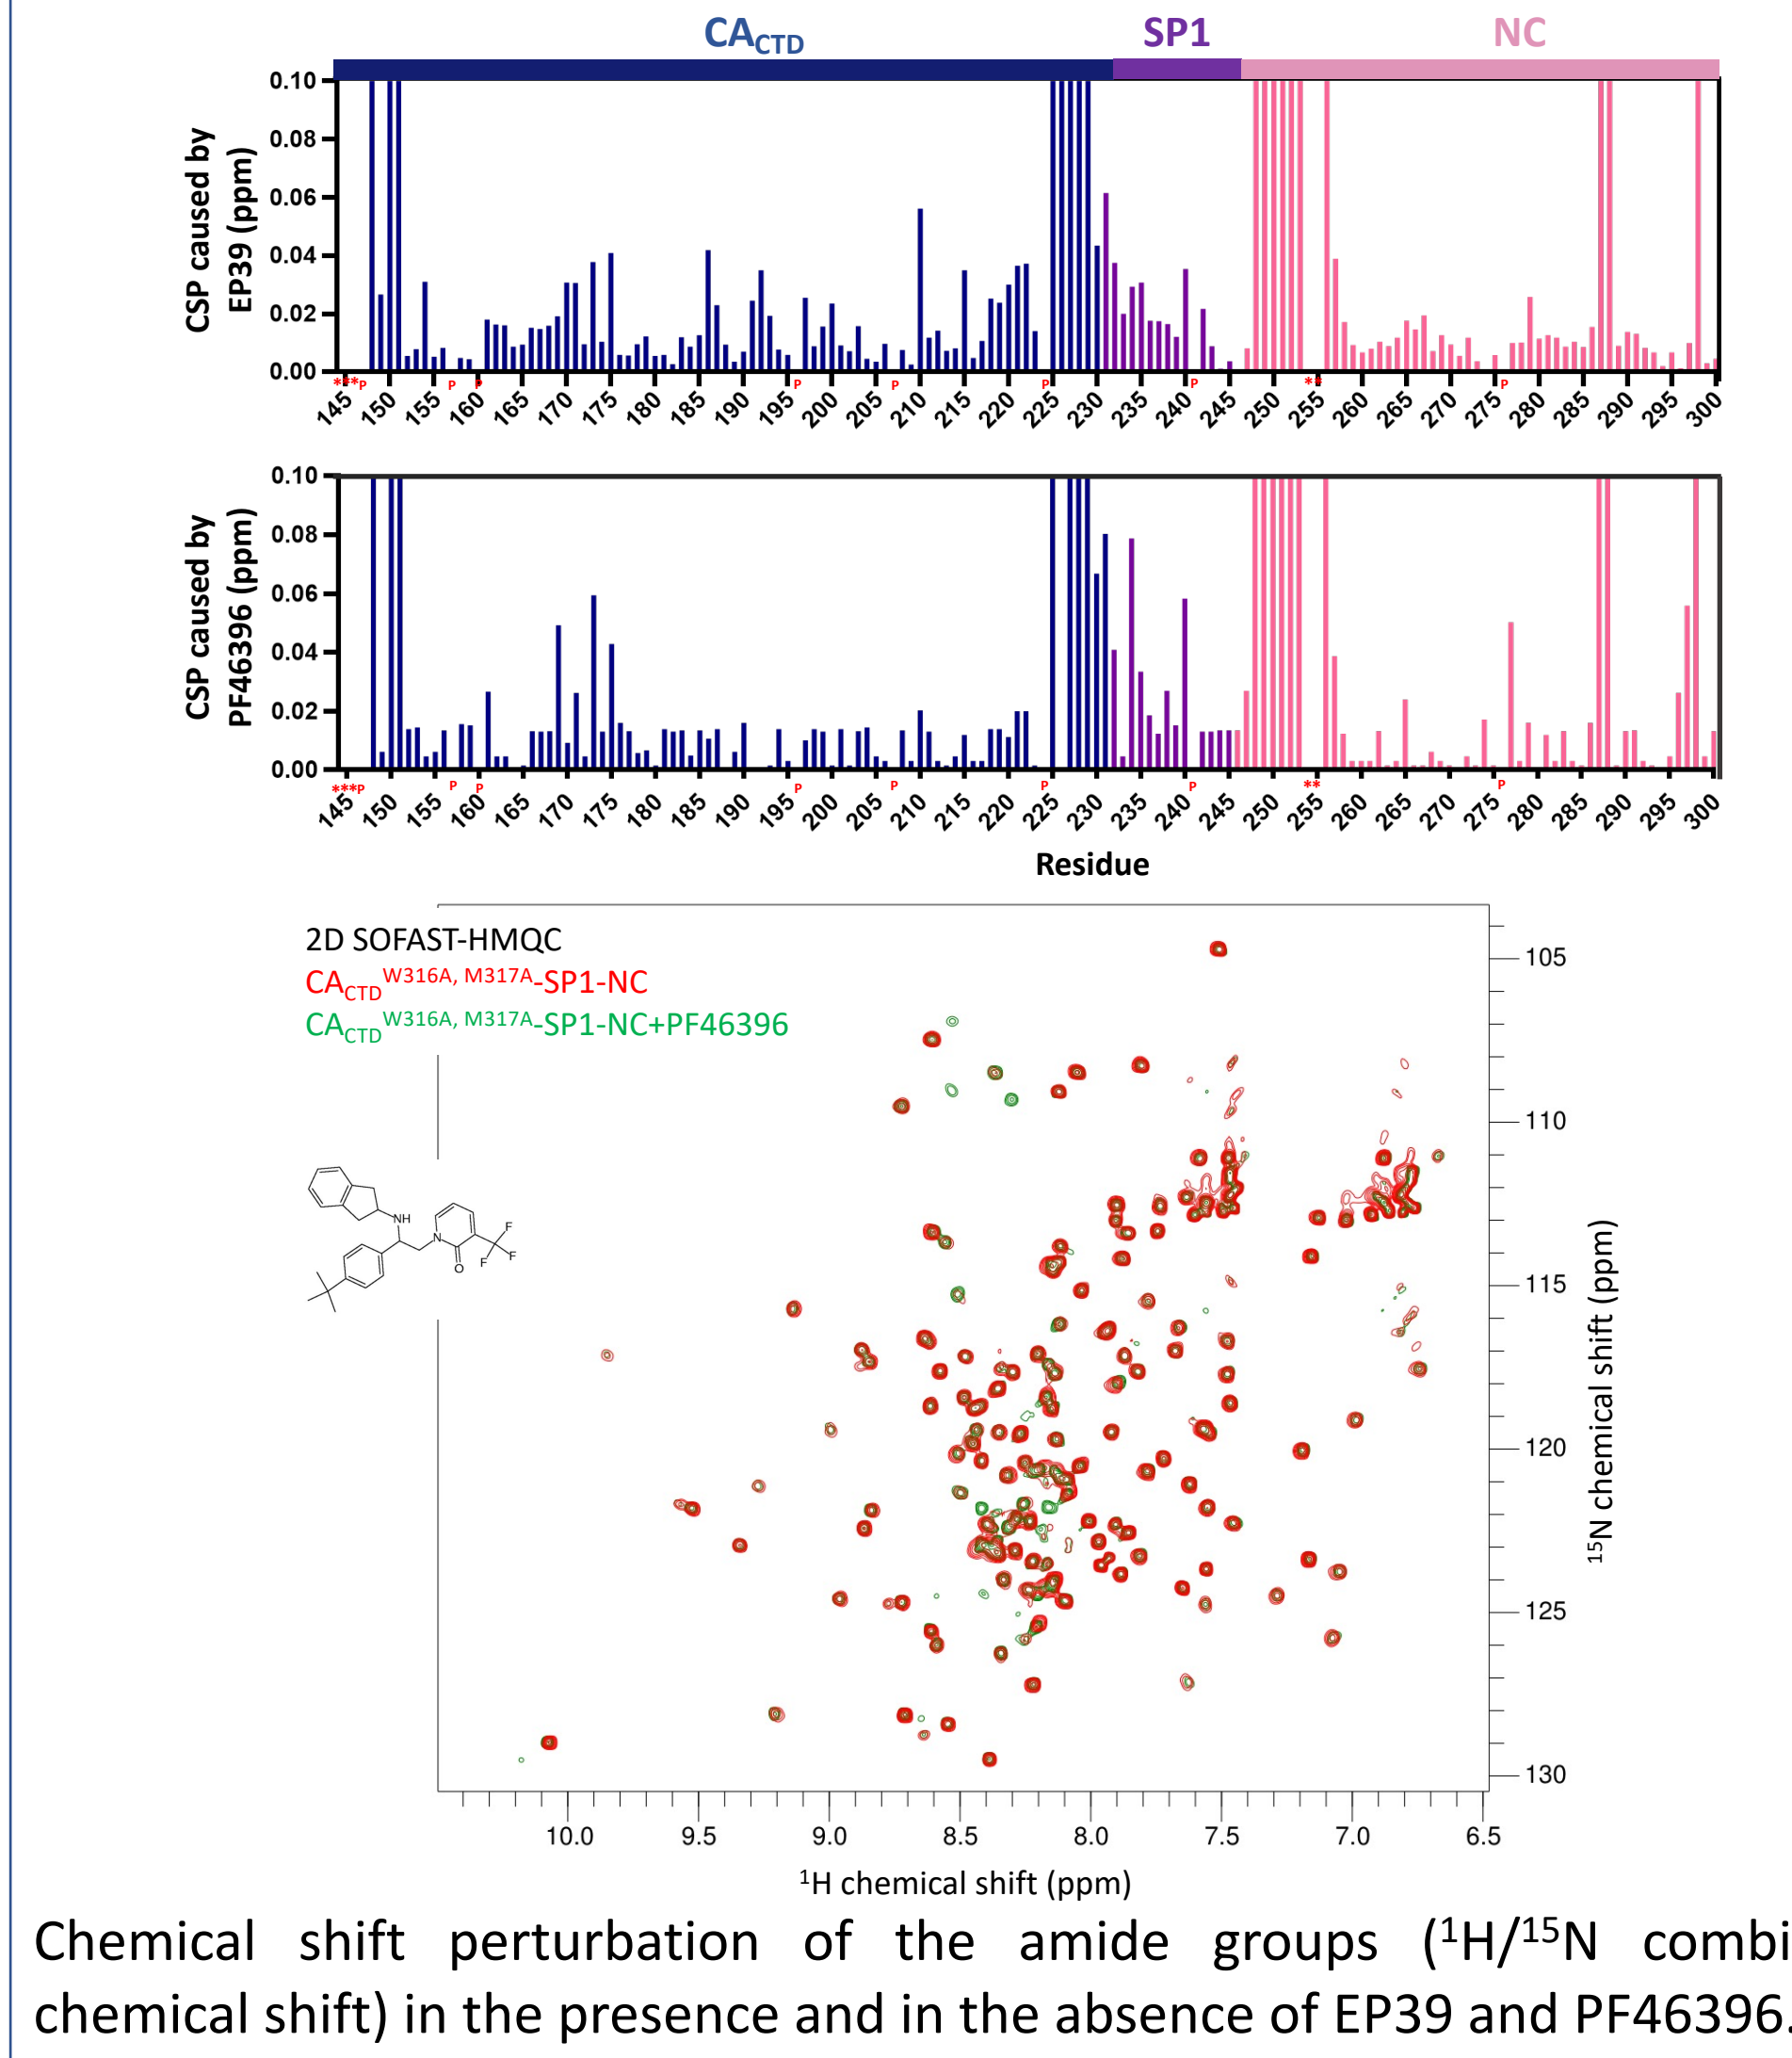 CACTD SP1 NC
CSP caused by
EP39 (ppm)
0.10
0.08
0.06
0.04
0.02
0.00
***P P P P P P P ** P
145 150 155 160 165 170 175 180 185 190 195 200 205 210 215 220 225 230 235 240 245 250 255 260 265 270 275 280 285 290 295 300
CSP caused by
PF46396 (ppm)
0.10
0.08
0.06
0.04
0.02
0.00
***P P P P P P P ** P
145 150 155 160 165 170 175 180 185 190 195 200 205 210 215 220 225 230 235 240 245 250 255 260 265 270 275 280 285 290 295 300
Residue
2D SOFAST-HMQC
CACTD W316A, M317A-SP1-NC
CACTD W316A, M317A-SP1-NC+PF46396
NH
N
O
F
F
F
105
110
115
120
125
130
15N chemical shift (ppm)
10.0 9.5 9.0 8.5 8.0 7.5 7.0 6.5
1H chemical shift (ppm)
Chemical shift perturbation of the amide groups (1H/15N combi
chemical shift) in the presence and in the absence of EP39 and PF46396.